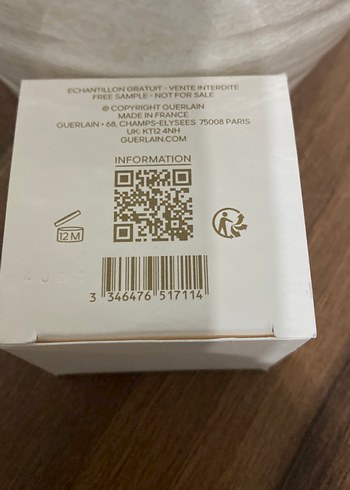 ÉCHANTILLON GRATUIT - VENTE INTERDITE
FREE SAMPLE - NOT FOR SALE
© COPYRIGHT GUERLAIN
MADE IN FRANCE
GUERLAIN • 68, CHAMPS-ELYSEES 75008 PARIS
UK: KT12 4NH
GUERLAIN.COM
INFORMATION
12 M
3 346476 517114